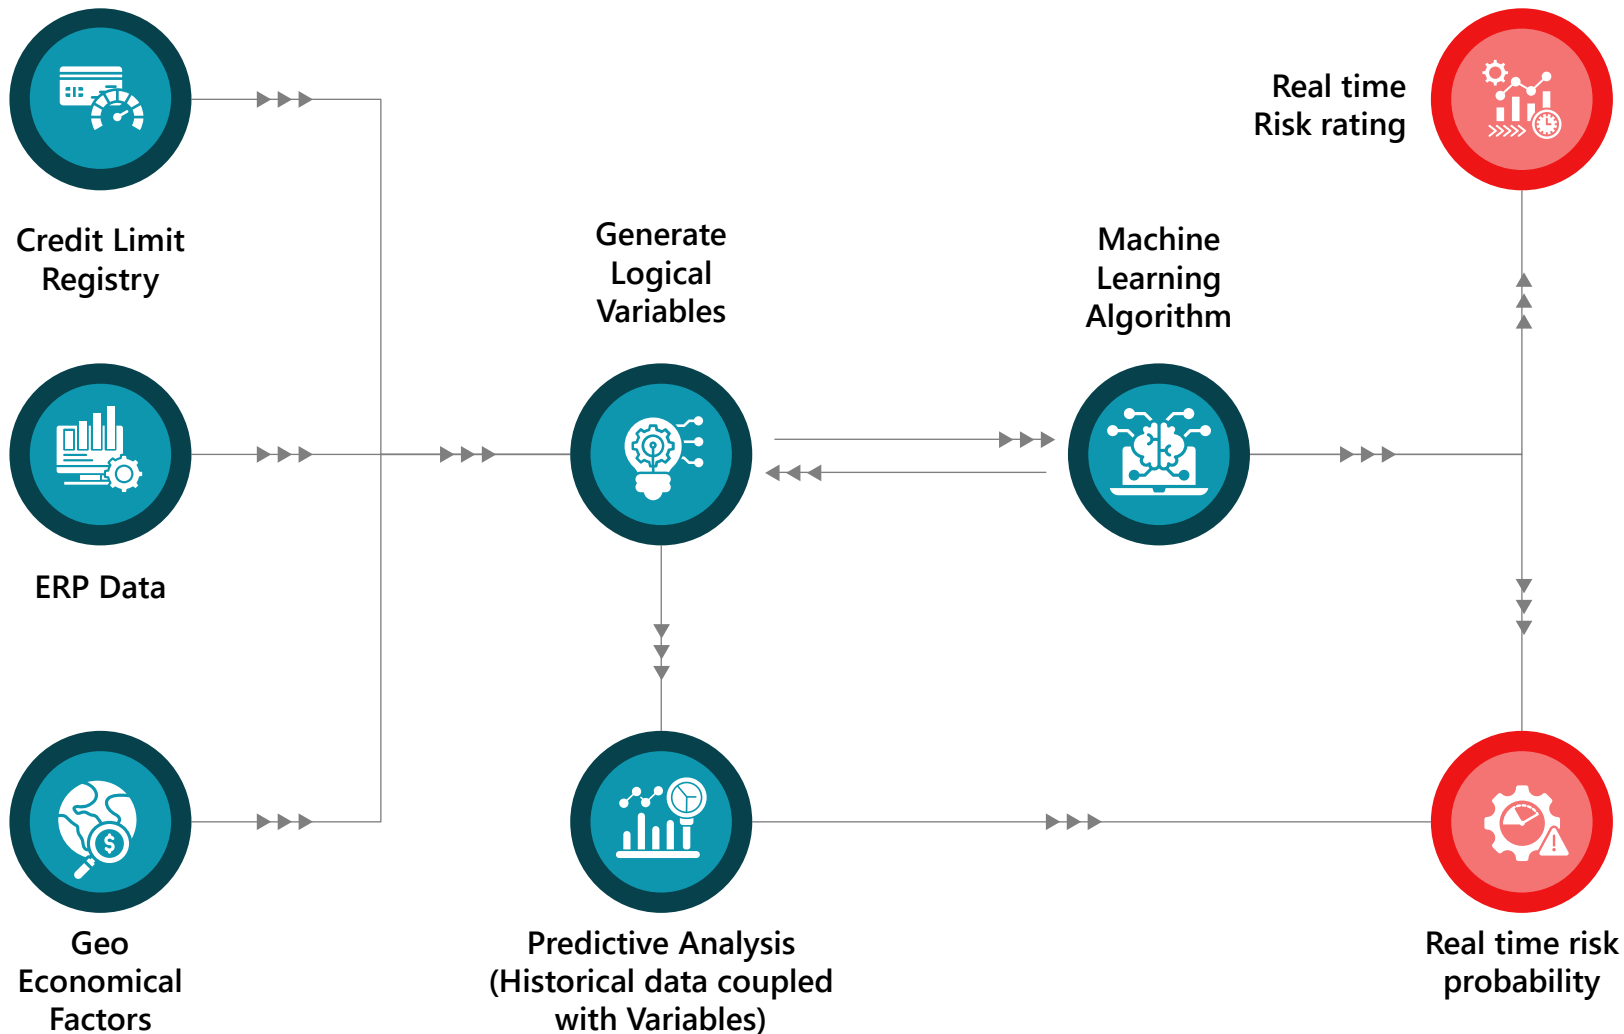 Real time
Risk rating
Credit Limit
Registry
Generate
Logical
Variables
Machine
Learning
Algorithm
ERP Data
Geo
Economical
Factors
$
Predictive Analysis
(Historical data coupled
with Variables)
Real time risk
probability